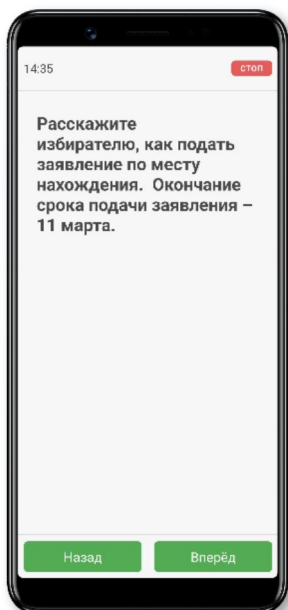 14:35
стоп
Расскажите
избирателю, как подать
заявление по месту
нахождения. Окончание
срока подачи заявления –
11 марта.
Назад
Вперёд